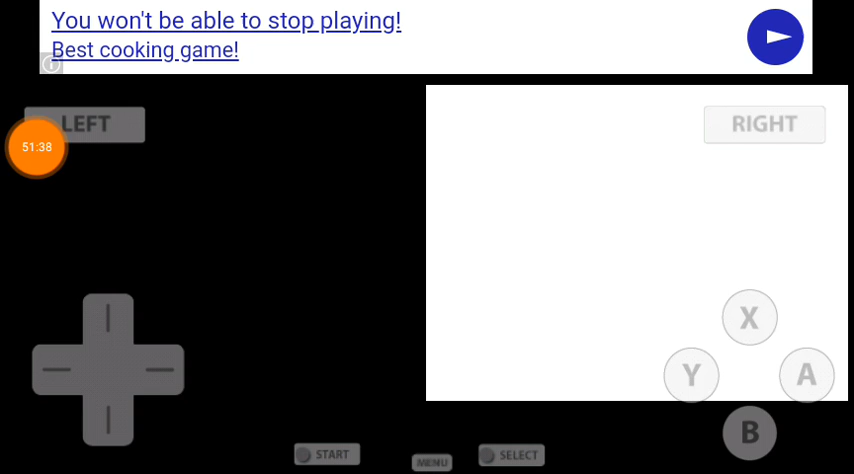 You won't be able to stop playing!
Best cooking game!
LEFT
RIGHT
51:38
X
Y
A
B
START
SELECT
MENU